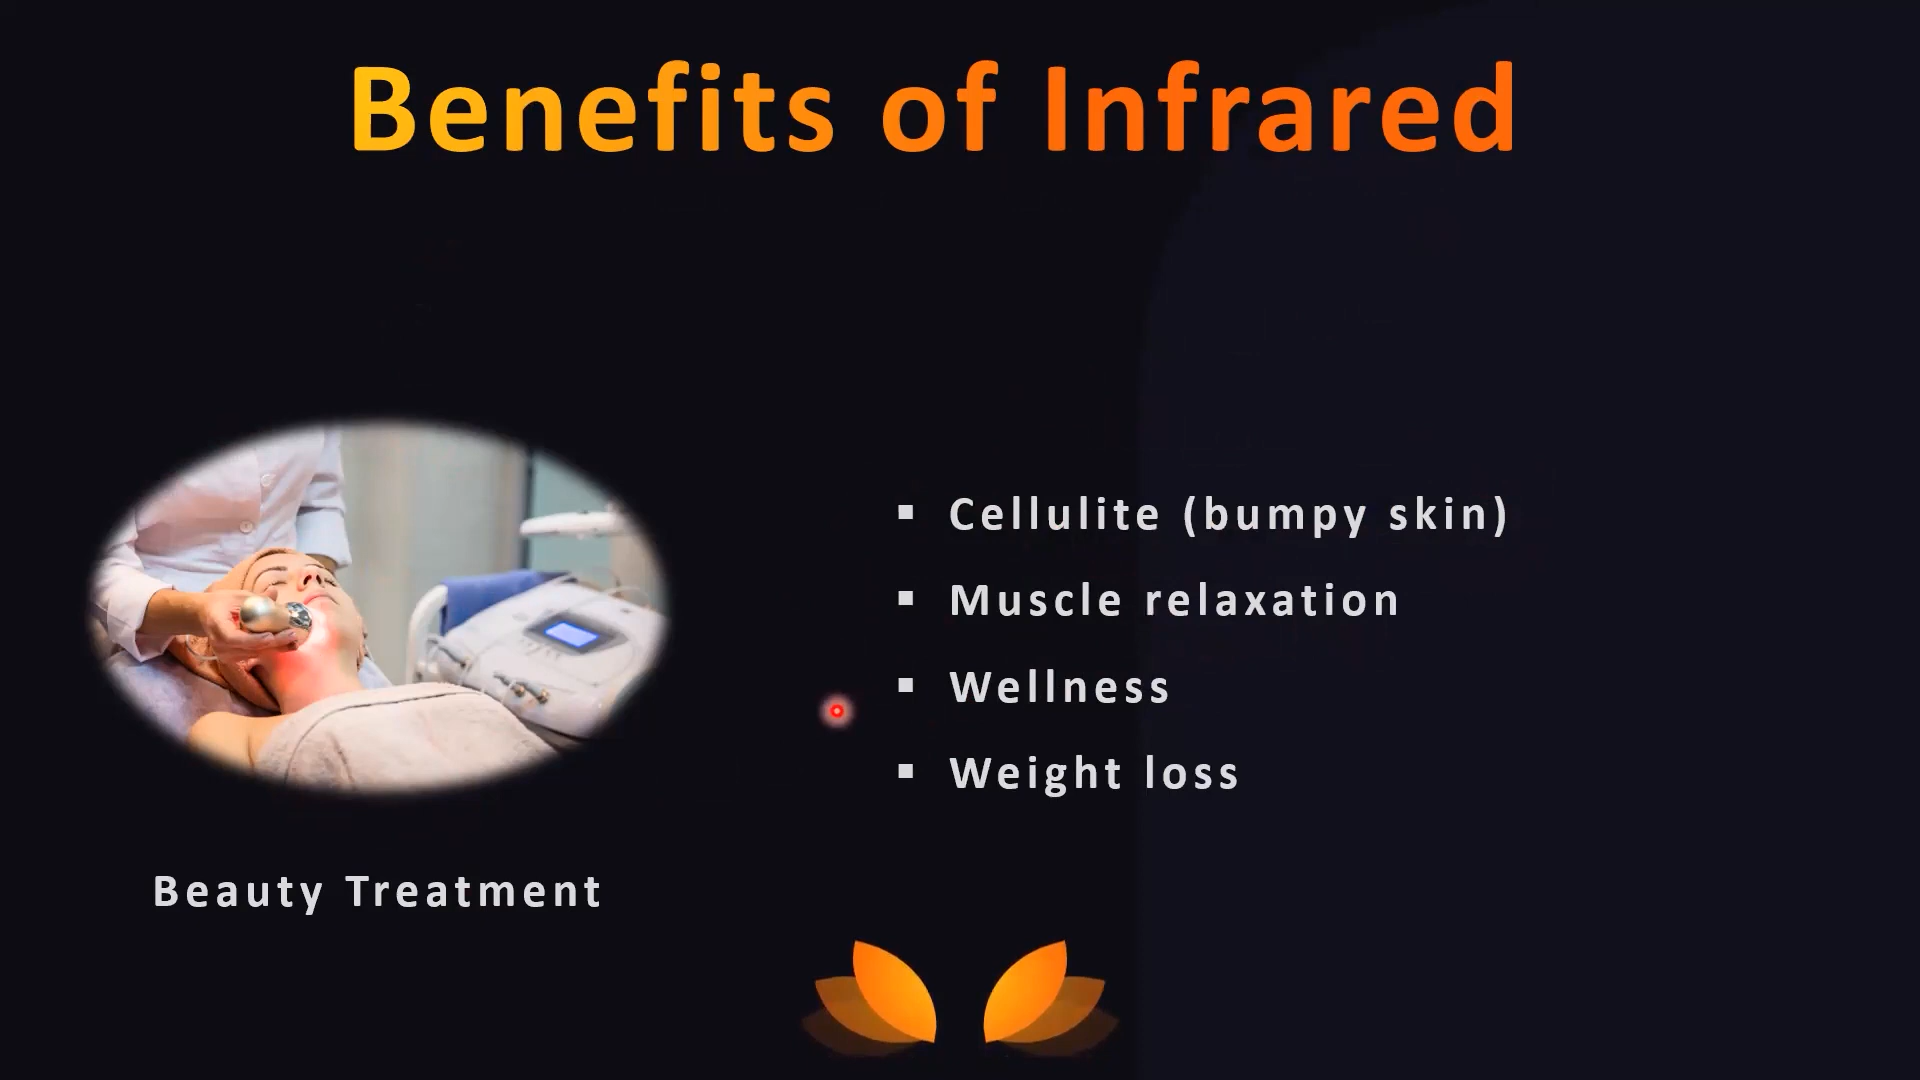 Benefits of Infrared
▪ Cellulite (bumpy skin)
▪ Muscle relaxation
▪ Wellness
▪ Weight loss
Beauty Treatment